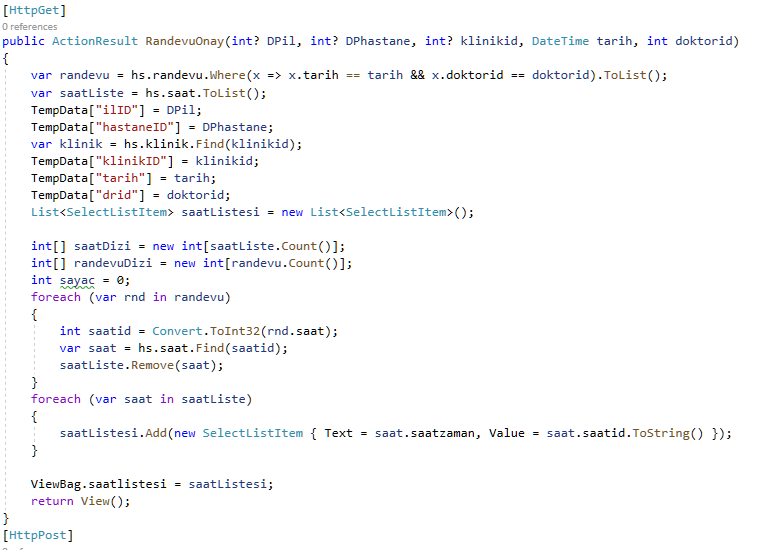 [HttpGet]
0 references
public ActionResult RandevuOnay(int? DPil, int? DPhastane, int? klinikid, DateTime tarih, int doktorid)
{
var randevu = hs.randevu.Where(x => x.tarih == tarih && x.doktorid == doktorid).ToList();
var saatListe = hs.saat.ToList();
TempData["ilID"] = DPil;
TempData["hastaneID"] = DPhastane;
var klinik = hs.klinik.Find(klinikid);
TempData["klinikID"] = klinikid;
TempData["tarih"] = tarih;
TempData["drid"] = doktorid;
List<SelectListItem> saatListesi = new List<SelectListItem>();
int[] saatDizi = new int[saatListe.Count()];
int[] randevuDizi = new int[randevu.Count()];
int sayac = 0;
foreach (var rnd in randevu)
{
int saatid = Convert.ToInt32(rnd.saat);
var saat = hs.saat.Find(saatid);
saatListe.Remove(saat);
}
foreach (var saat in saatListe)
{
saatListesi.Add(new SelectListItem { Text = saat.saatzaman, Value = saat.saatid.ToString() });
}
ViewBag.saatlistesi = saatListesi;
return View();
}
[HttpPost]